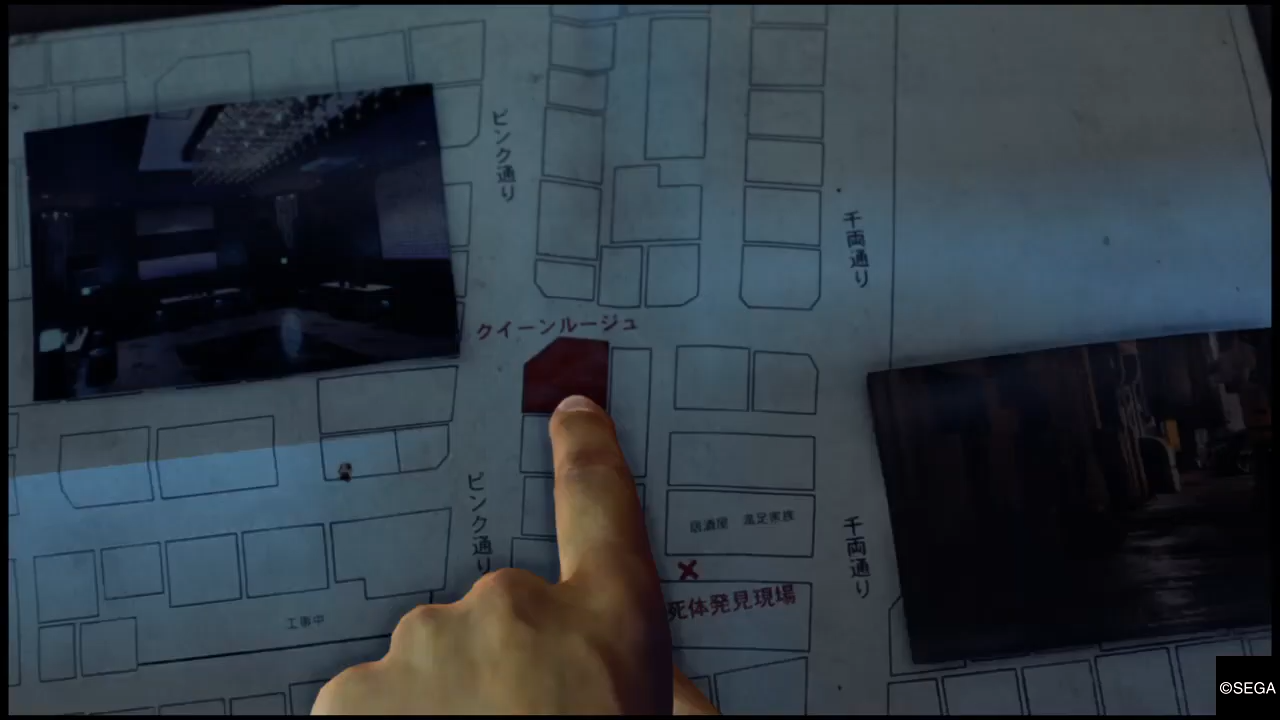 ピンク通り
千両通り
クイーンルージュ
ピンク通り
居酒屋 満足家族
千両通り
死体発見現場
工事中
©SEGA